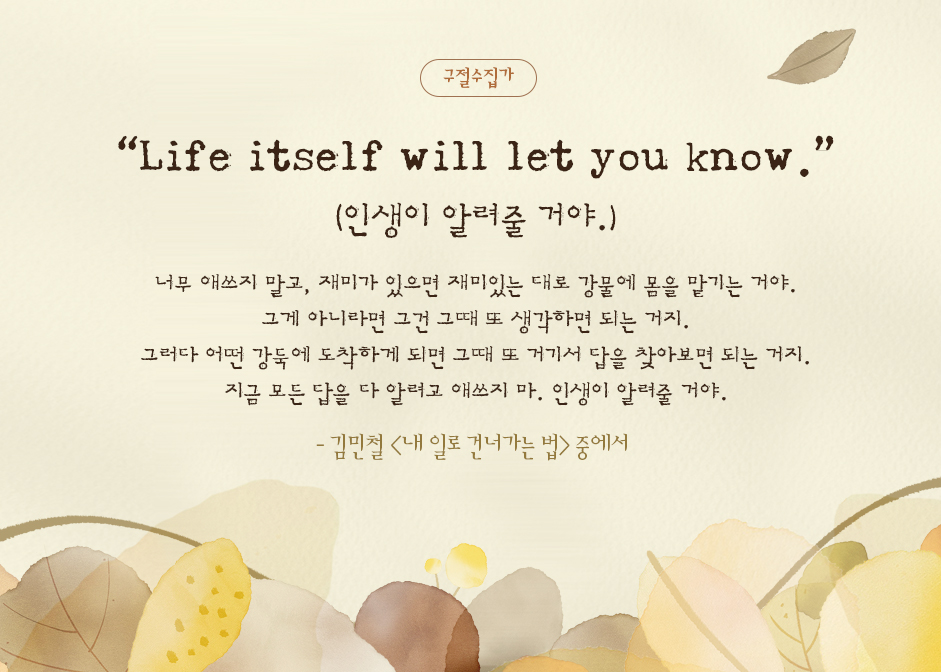 구절수집가
“Life itself will let you know.”
(인생이 알려줄 거야.)
너무 애쓰지 말고, 재미가 있으면 재미있는 대로 강물에 몸을 맡기는 거야.
그게 아니라면 그건 그때 또 생각하면 되는 거지.
그러다 어떤 강둑에 도착하게 되면 그때 또 거기서 답을 찾아보면 되는 거지.
지금 모든 답을 다 알려고 애쓰지 마. 인생이 알려줄 거야.
- 김민철 <내 일로 건너가는 법> 중에서